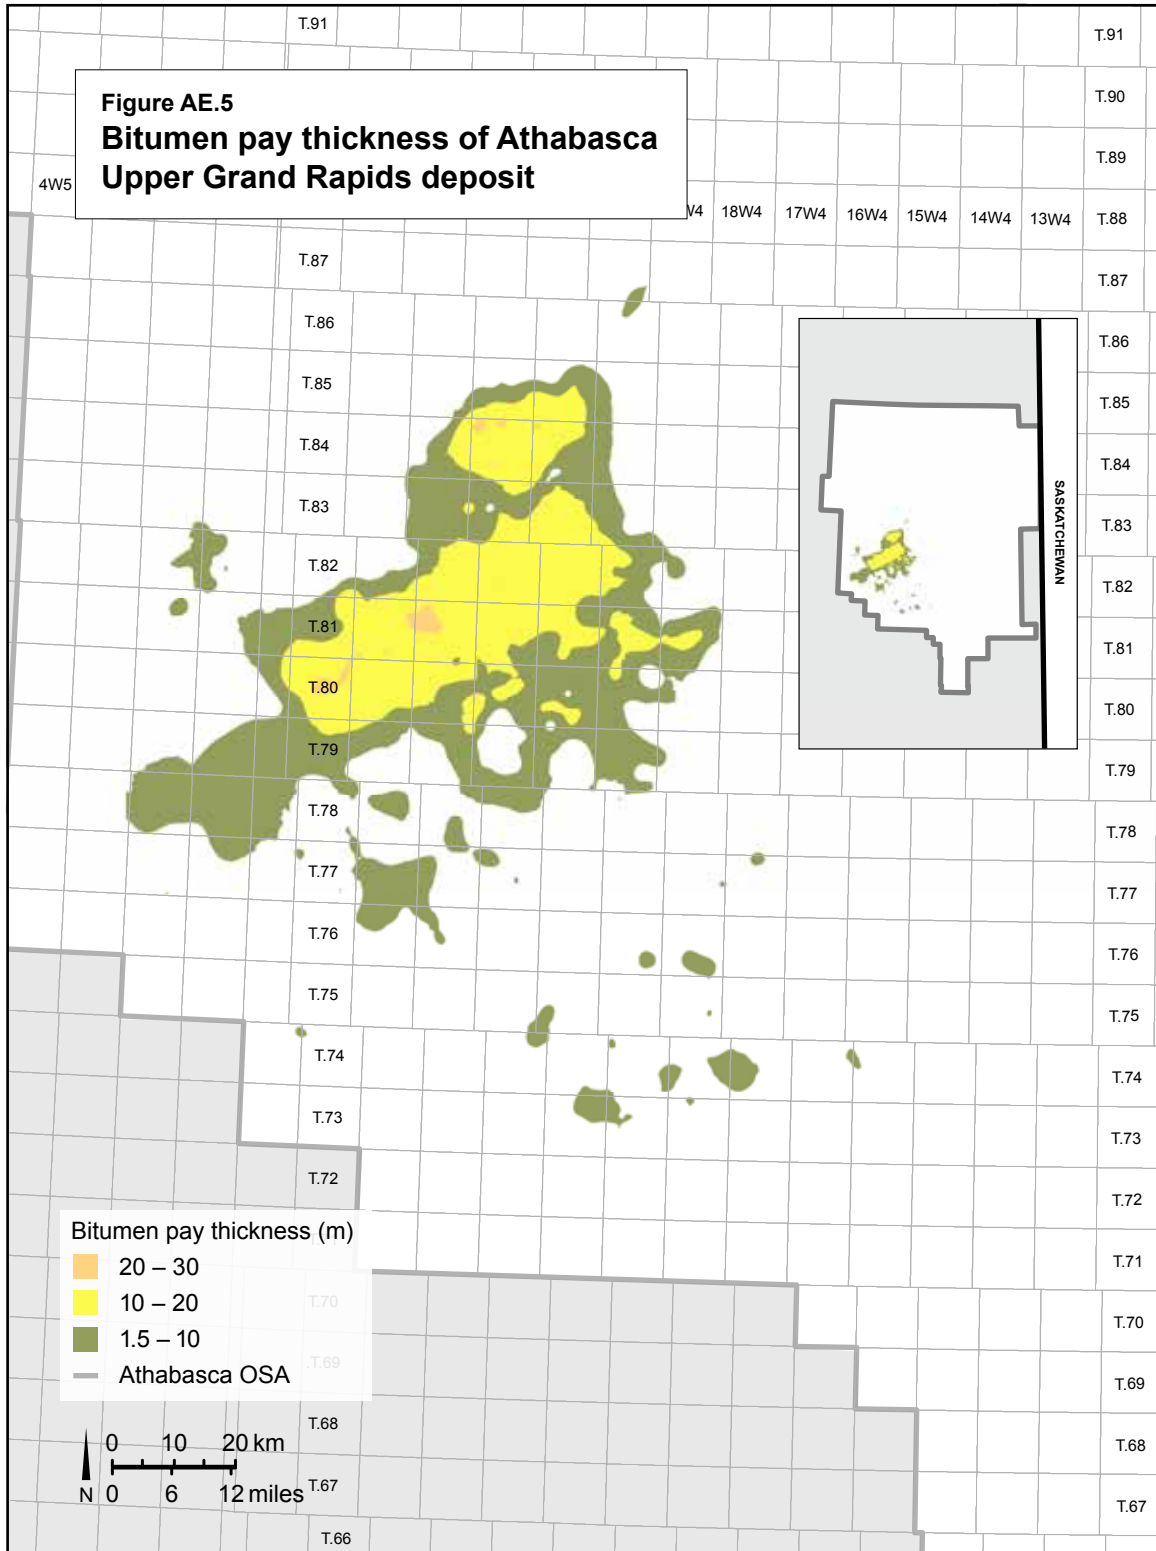 T.91
T.91
Figure AE.5
Bitumen pay thickness of Athabasca
Upper Grand Rapids deposit
T.90
T.89
4W5
W4 18W4 17W4 16W4 15W4 14W4 13W4 T.88
T.87
T.87
T.86
T.86
T.85
T.85
T.84
T.84
T.83
T.83
T.82
T.82
T.81
T.81
T.80
T.80
T.79
T.79
T.78
T.78
T.77
T.77
T.76
T.76
T.75
T.75
T.74
T.74
T.73
T.73
T.72
T.72
T.71
T.70
T.70
T.69
T.69
T.68
T.68
T.67
T.67
T.66
SASKATCHEWAN
Bitumen pay thickness (m)
20 – 30
10 – 20
1.5 – 10
Athabasca OSA
0 10 20 km
N 0 6 12 miles